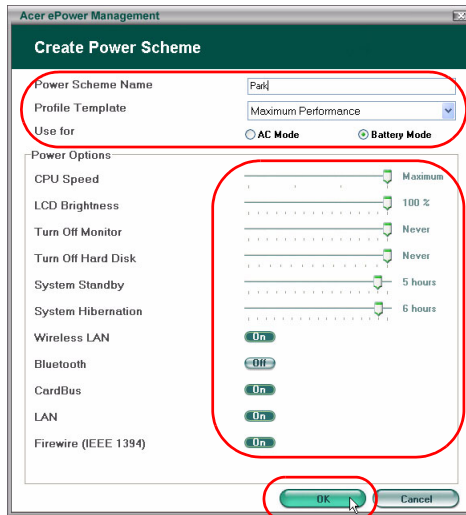 Acer ePower Management
Create Power Scheme
Power Scheme Name Park
Profile Template Maximum Performance
Use for AC Mode Battery Mode
Power Options
CPU Speed Maximum
LCD Brightness 100 %
Turn Off Monitor Never
Turn Off Hard Disk Never
System Standby 5 hours
System Hibernation 6 hours
Wireless LAN On
Bluetooth Off
CardBus On
LAN On
Firewire (IEEE 1394) On
OK Cancel